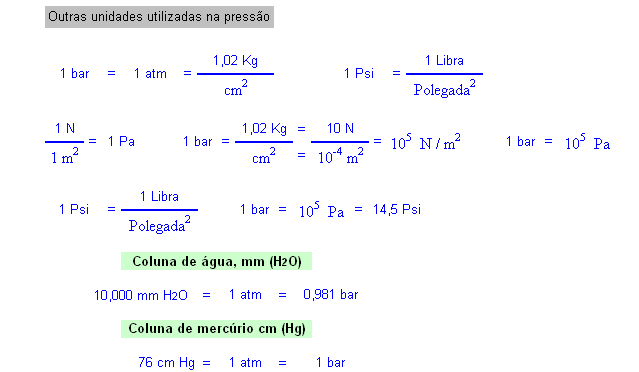 Outras unidades utilizadas na pressão
1 bar = 1 atm = 1,02 Kg / cm² 1 Psi = 1 Libra / Polegada²
1 N / 1 m² = 1 Pa 1 bar = 1,02 Kg / cm² = = 10 N / 10⁻⁴ m² = 10⁵ N / m² 1 bar = 10⁵ Pa
1 Psi = 1 Libra / Polegada² 1 bar = 10⁵ Pa = 14,5 Psi
Coluna de água, mm (H2O)
10,000 mm H2O = 1 atm = 0,981 bar
Coluna de mercúrio cm (Hg)
76 cm Hg = 1 atm = 1 bar